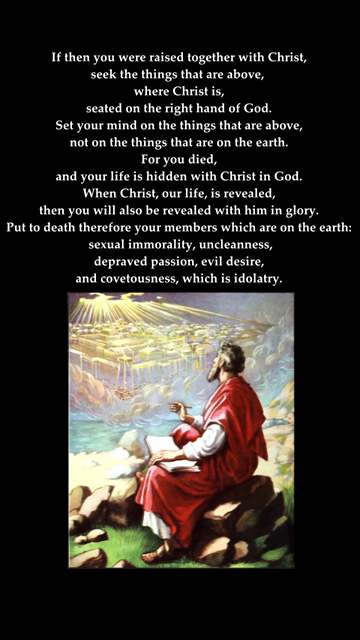 If then you were raised together with Christ,
seek the things that are above,
where Christ is,
seated on the right hand of God.
Set your mind on the things that are above,
not on the things that are on the earth.
For you died,
and your life is hidden with Christ in God.
When Christ, our life, is revealed,
then you will also be revealed with him in glory.
Put to death therefore your members which are on the earth:
sexual immorality, uncleanness,
depraved passion, evil desire,
and covetousness, which is idolatry.